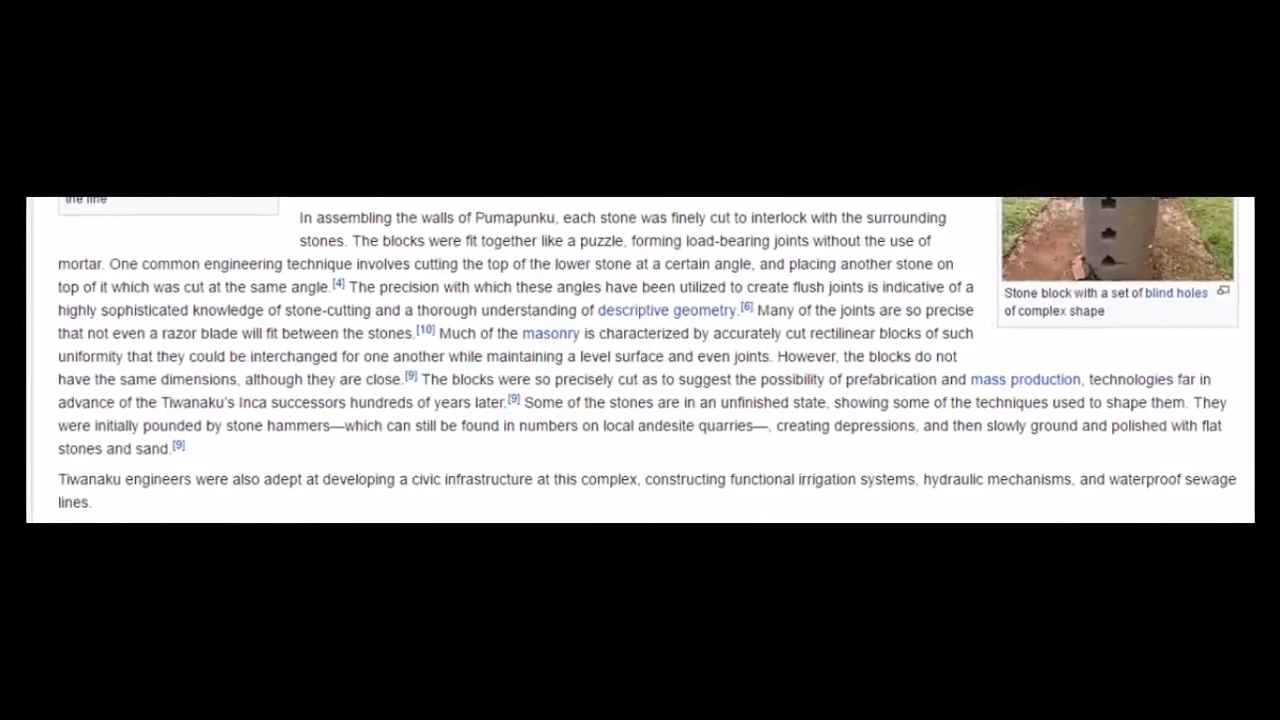 the line
In assembling the walls of Pumapunku, each stone was finely cut to interlock with the surrounding
stones. The blocks were fit together like a puzzle, forming load-bearing joints without the use of
mortar. One common engineering technique involves cutting the top of the lower stone at a certain angle, and placing another stone on
top of it which was cut at the same angle.[4] The precision with which these angles have been utilized to create flush joints is indicative of a
highly sophisticated knowledge of stone-cutting and a thorough understanding of descriptive geometry.[6] Many of the joints are so precise
that not even a razor blade will fit between the stones.[10] Much of the masonry is characterized by accurately cut rectilinear blocks of such
uniformity that they could be interchanged for one another while maintaining a level surface and even joints. However, the blocks do not
have the same dimensions, although they are close.[9] The blocks were so precisely cut as to suggest the possibility of prefabrication and mass production, technologies far in
advance of the Tiwanaku's Inca successors hundreds of years later.[9] Some of the stones are in an unfinished state, showing some of the techniques used to shape them. They
were initially pounded by stone hammers—which can still be found in numbers on local andesite quarries—, creating depressions, and then slowly ground and polished with flat
stones and sand.[9]
Tiwanaku engineers were also adept at developing a civic infrastructure at this complex, constructing functional irrigation systems, hydraulic mechanisms, and waterproof sewage
lines.
Stone block with a set of blind holes
of complex shape